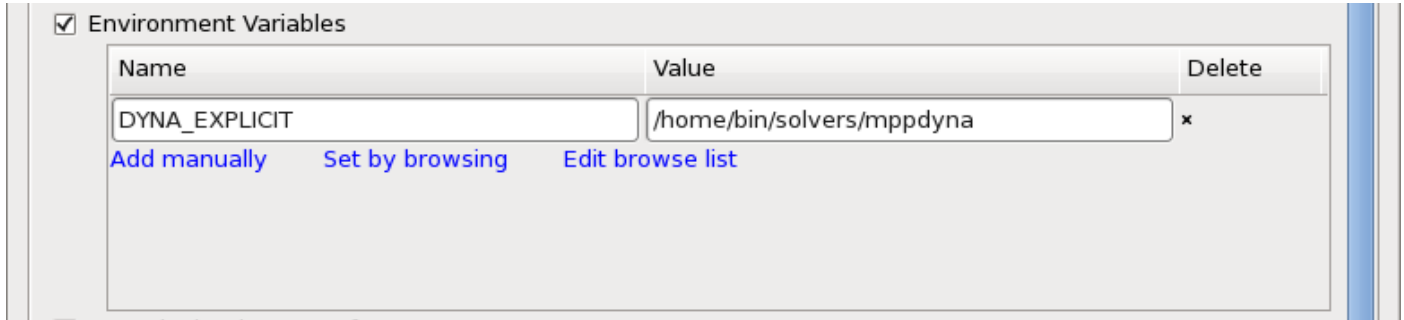 Environment Variables
Name Value Delete
DYNA_EXPLICIT /home/bin/solvers/mppdyna ×
Add manually Set by browsing Edit browse list